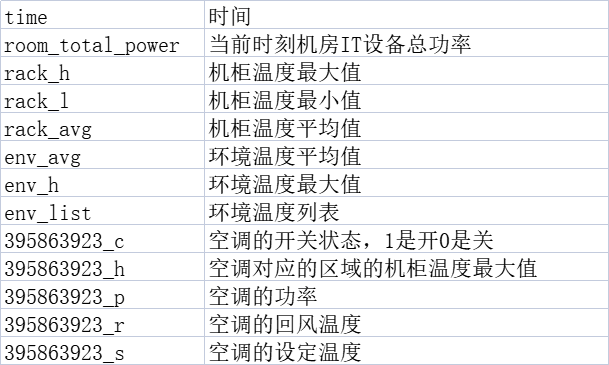 time 时间
room_total_power 当前时刻机房IT设备总功率
rack_h 机柜温度最大值
rack_l 机柜温度最小值
rack_avg 机柜温度平均值
env_avg 环境温度平均值
env_h 环境温度最大值
env_list 环境温度列表
395863923_c 空调的开关状态，1是开0是关
395863923_h 空调对应的区域的机柜温度最大值
395863923_p 空调的功率
395863923_r 空调的回风温度
395863923_s 空调的设定温度